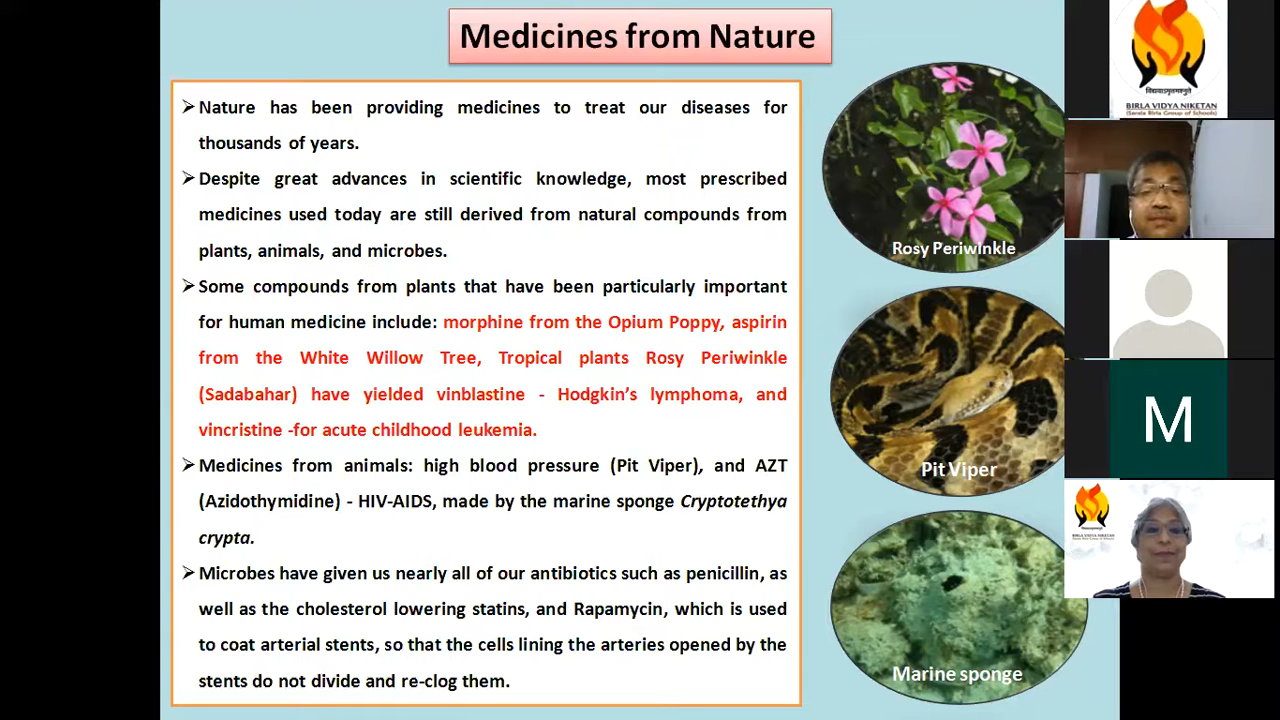 Medicines from Nature
➢Nature has been providing medicines to treat our diseases for
thousands of years.
➢Despite great advances in scientific knowledge, most prescribed
medicines used today are still derived from natural compounds from
plants, animals, and microbes.
➢Some compounds from plants that have been particularly important
for human medicine include: morphine from the Opium Poppy, aspirin
from the White Willow Tree, Tropical plants Rosy Periwinkle
(Sadabahar) have yielded vinblastine - Hodgkin’s lymphoma, and
vincristine -for acute childhood leukemia.
➢Medicines from animals: high blood pressure (Pit Viper), and AZT
(Azidothymidine) - HIV-AIDS, made by the marine sponge Cryptotethya
crypta.
➢Microbes have given us nearly all of our antibiotics such as penicillin, as
well as the cholesterol lowering statins, and Rapamycin, which is used
to coat arterial stents, so that the cells lining the arteries opened by the
stents do not divide and re-clog them.
Rosy Periwinkle
Pit Viper
Marine sponge
BIRLA VIDYA NIKETAN
(Sarala Birla Group of Schools)
M
BIRLA VIDYA NIKETAN